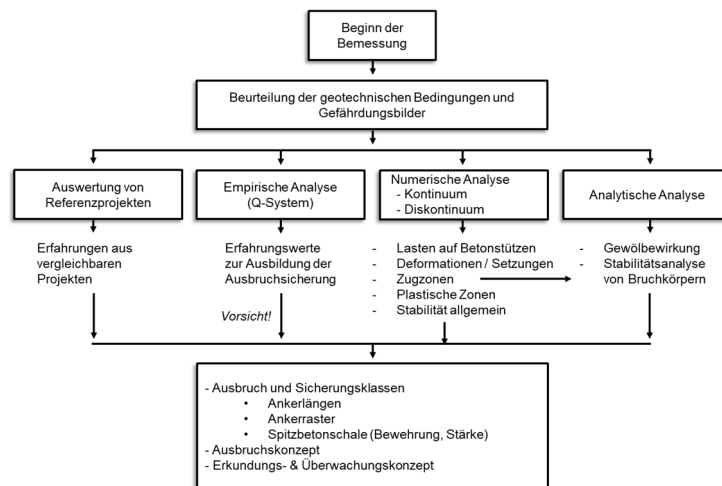 Beginn der
Bemessung
Beurteilung der geotechnischen Bedingungen und
Gefährdungsbilder
Auswertung von
Referenzprojekten
Empirische Analyse
(Q-System)
Numerische Analyse
- Kontinuum
- Diskontinuum
Analytische Analyse
Erfahrungen aus
vergleichbaren
Projekten
Erfahrungswerte
zur Ausbildung der
Ausbruchsicherung
Vorsicht!
- Lasten auf Betonstützen
- Deformationen / Setzungen
- Zugzonen
- Plastische Zonen
- Stabilität allgemein
- Gewölbewirkung
- Stabilitätsanalyse
von Bruchkörpern
- Ausbruch und Sicherungsklassen
• Ankerlängen
• Ankerraster
• Spitzbetonschale (Bewehrung, Stärke)
- Ausbruchskonzept
- Erkundungs- & Überwachungskonzept